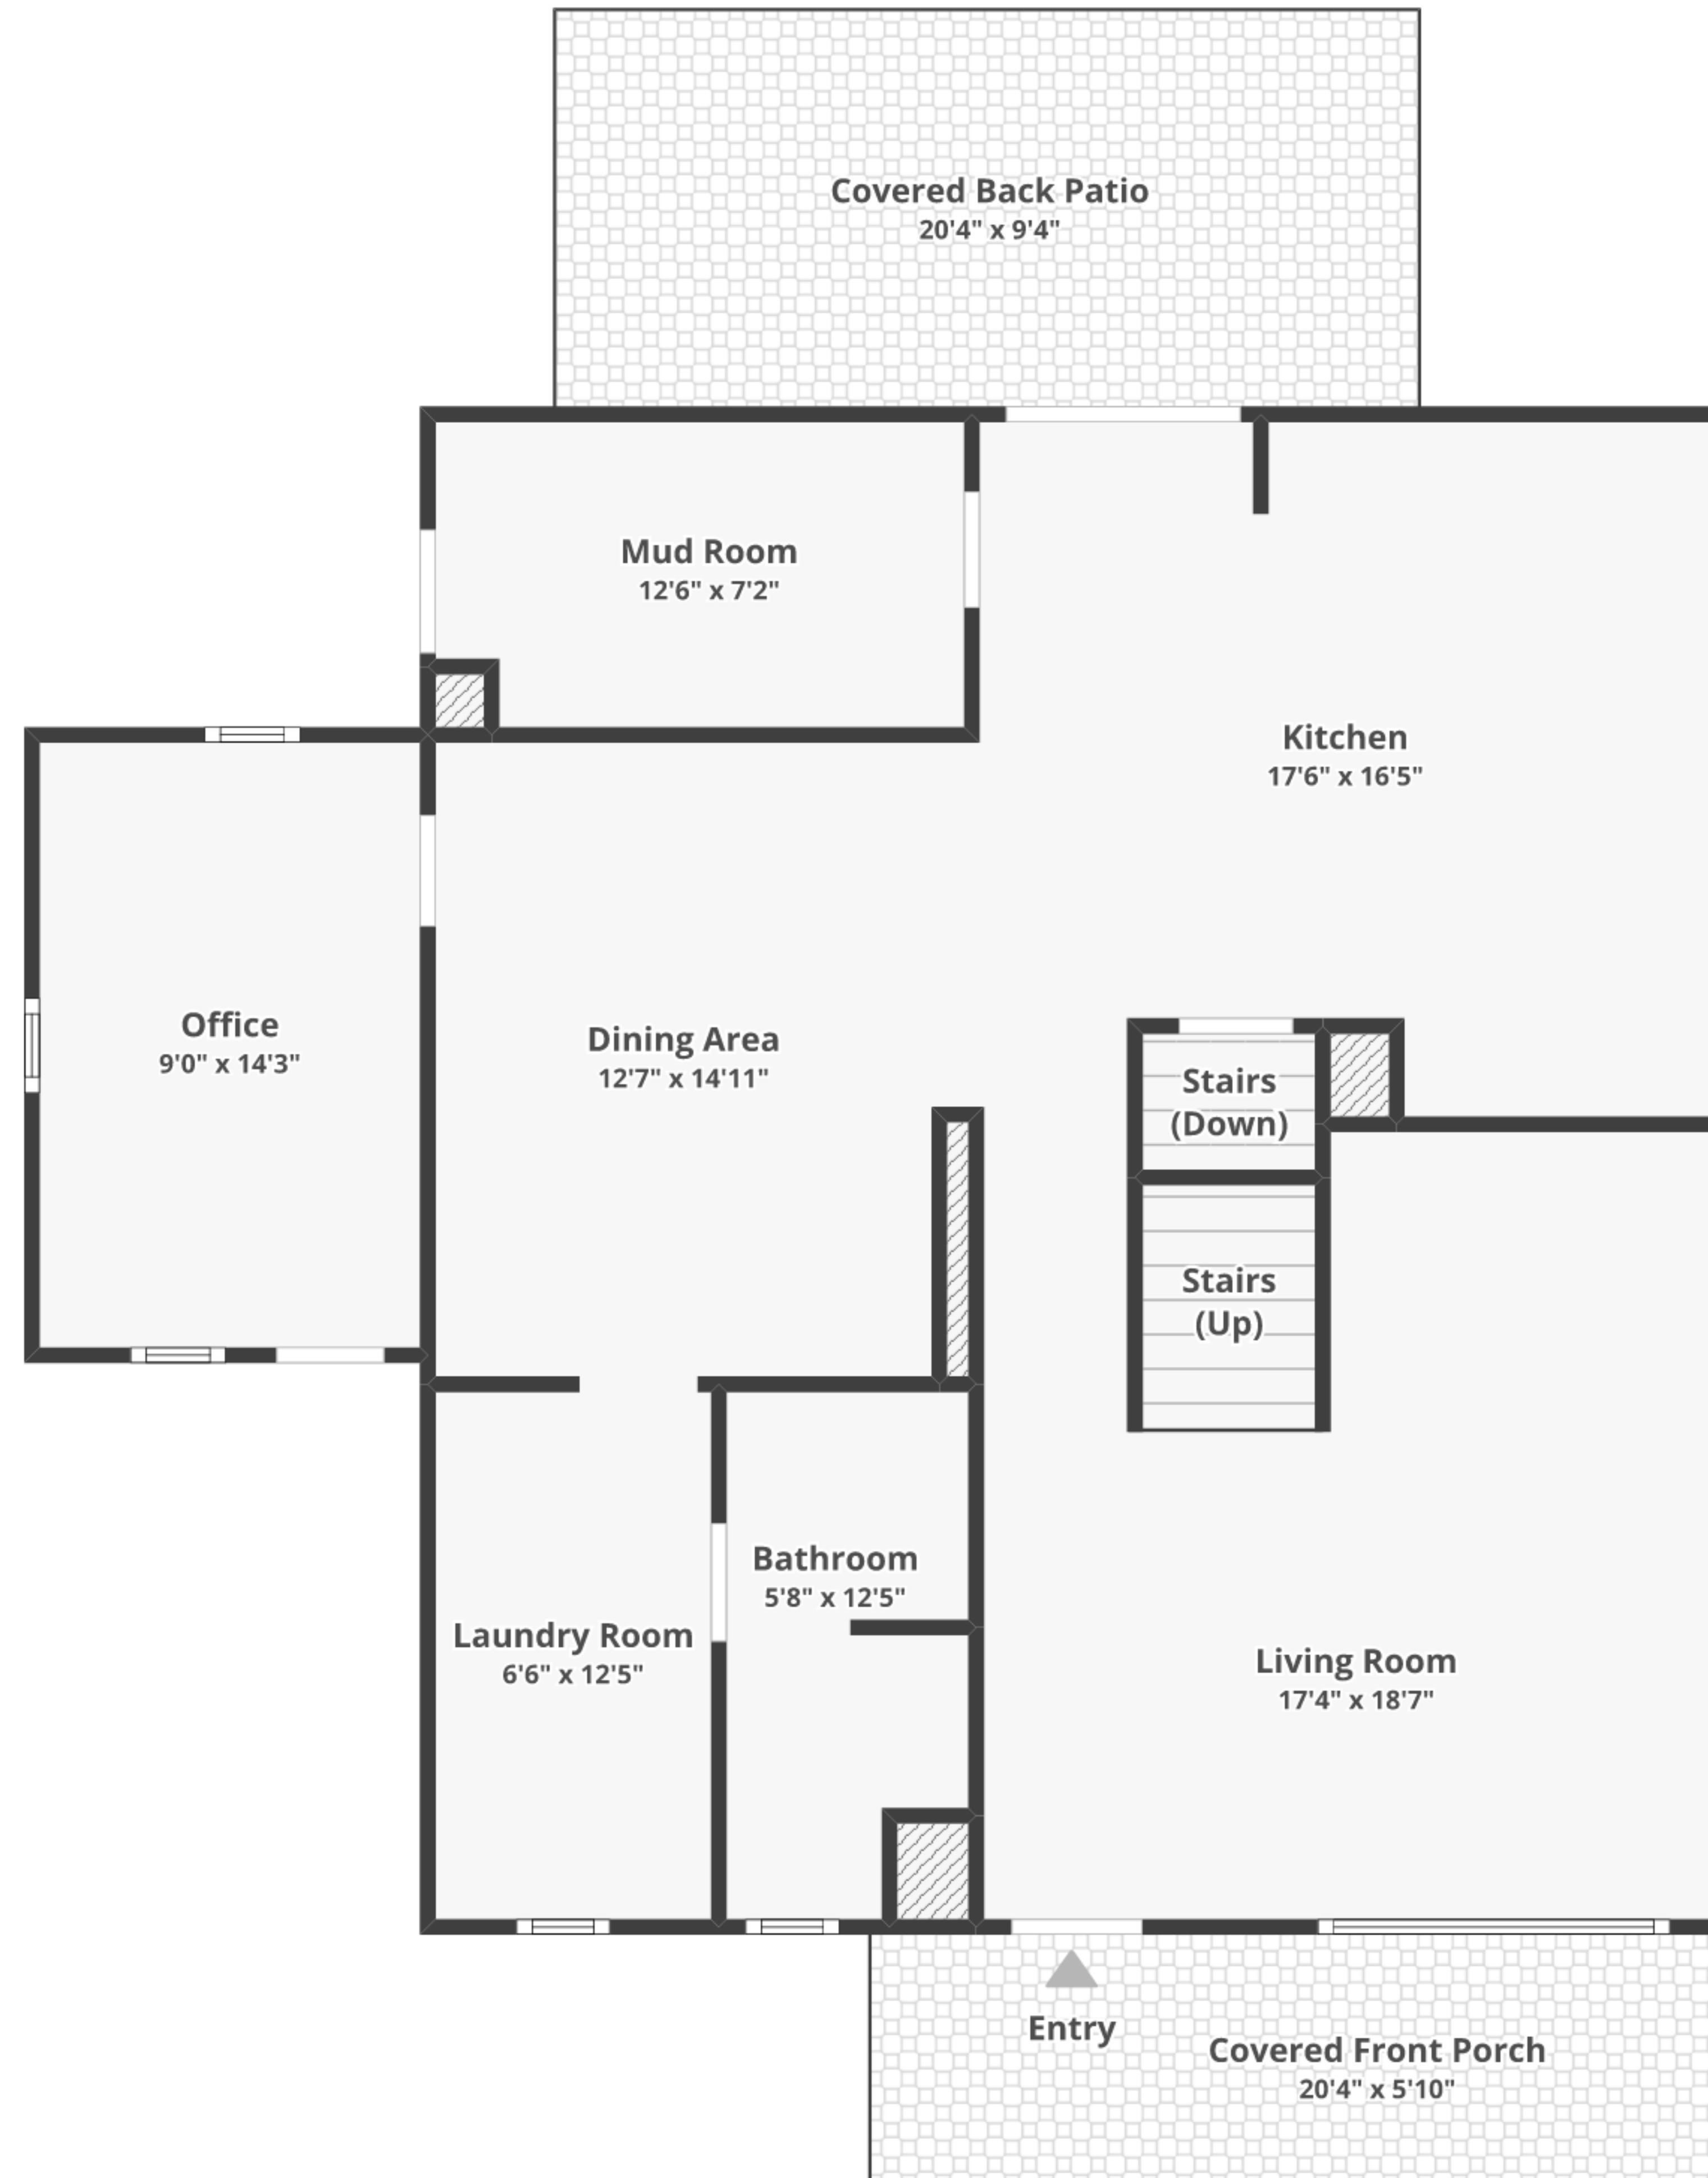 Covered Back Patio
20'4" x 9'4"
Mud Room
12'6" x 7'2"
Kitchen
17'6" x 16'5"
Office
9'0" x 14'3"
Dining Area
12'7" x 14'11"
Stairs
(Down)
Stairs
(Up)
Bathroom
5'8" x 12'5"
Laundry Room
6'6" x 12'5"
Living Room
17'4" x 18'7"
Entry
Covered Front Porch
20'4" x 5'10"